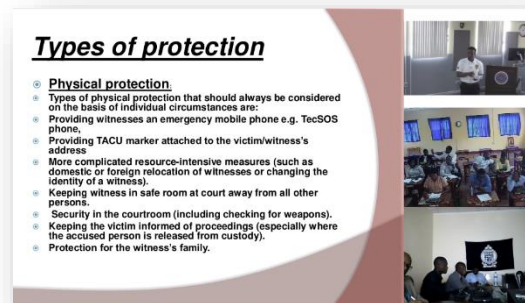 Types of protection
Physical protection:
Types of physical protection that should always be considered
on the basis of individual circumstances are:
Providing witnesses an emergency mobile phone e.g. TecSOS
phone,
Providing TACU marker attached to the victim/witness's
address
More complicated resource-intensive measures (such as
domestic or foreign relocation of witnesses or changing the
identity of a witness).
Keeping witness in safe room at court away from all other
persons.
Security in the courtroom (including checking for weapons).
Keeping the victim informed of proceedings (especially where
the accused person is released from custody).
Protection for the witness's family.